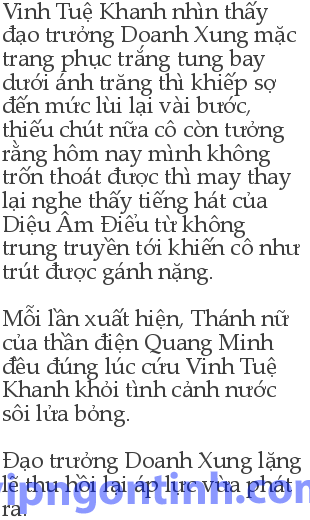 Vinh Tuệ Khanh nhìn thấy
đạo trưởng Doanh Xung mặc
trang phục trắng tung bay
dưới ánh trăng thì khiếp sợ
đến mức lùi lại vài bước,
thiếu chút nữa cô còn tưởng
rằng hôm nay mình không
trốn thoát được thì may thay
lại nghe thấy tiếng hát của
Diệu Âm Điểu từ không
trung truyền tới khiến cô như
trút được gánh nặng.
Mỗi lần xuất hiện, Thánh nữ
của thần điện Quang Minh
đều đúng lúc cứu Vinh Tuệ
Khanh khỏi tình cảnh nước
sôi lửa bỏng.
Đạo trưởng Doanh Xung lặng
lẽ thu hồi lại áp lực vừa phát
ra.
vipngontinh.com